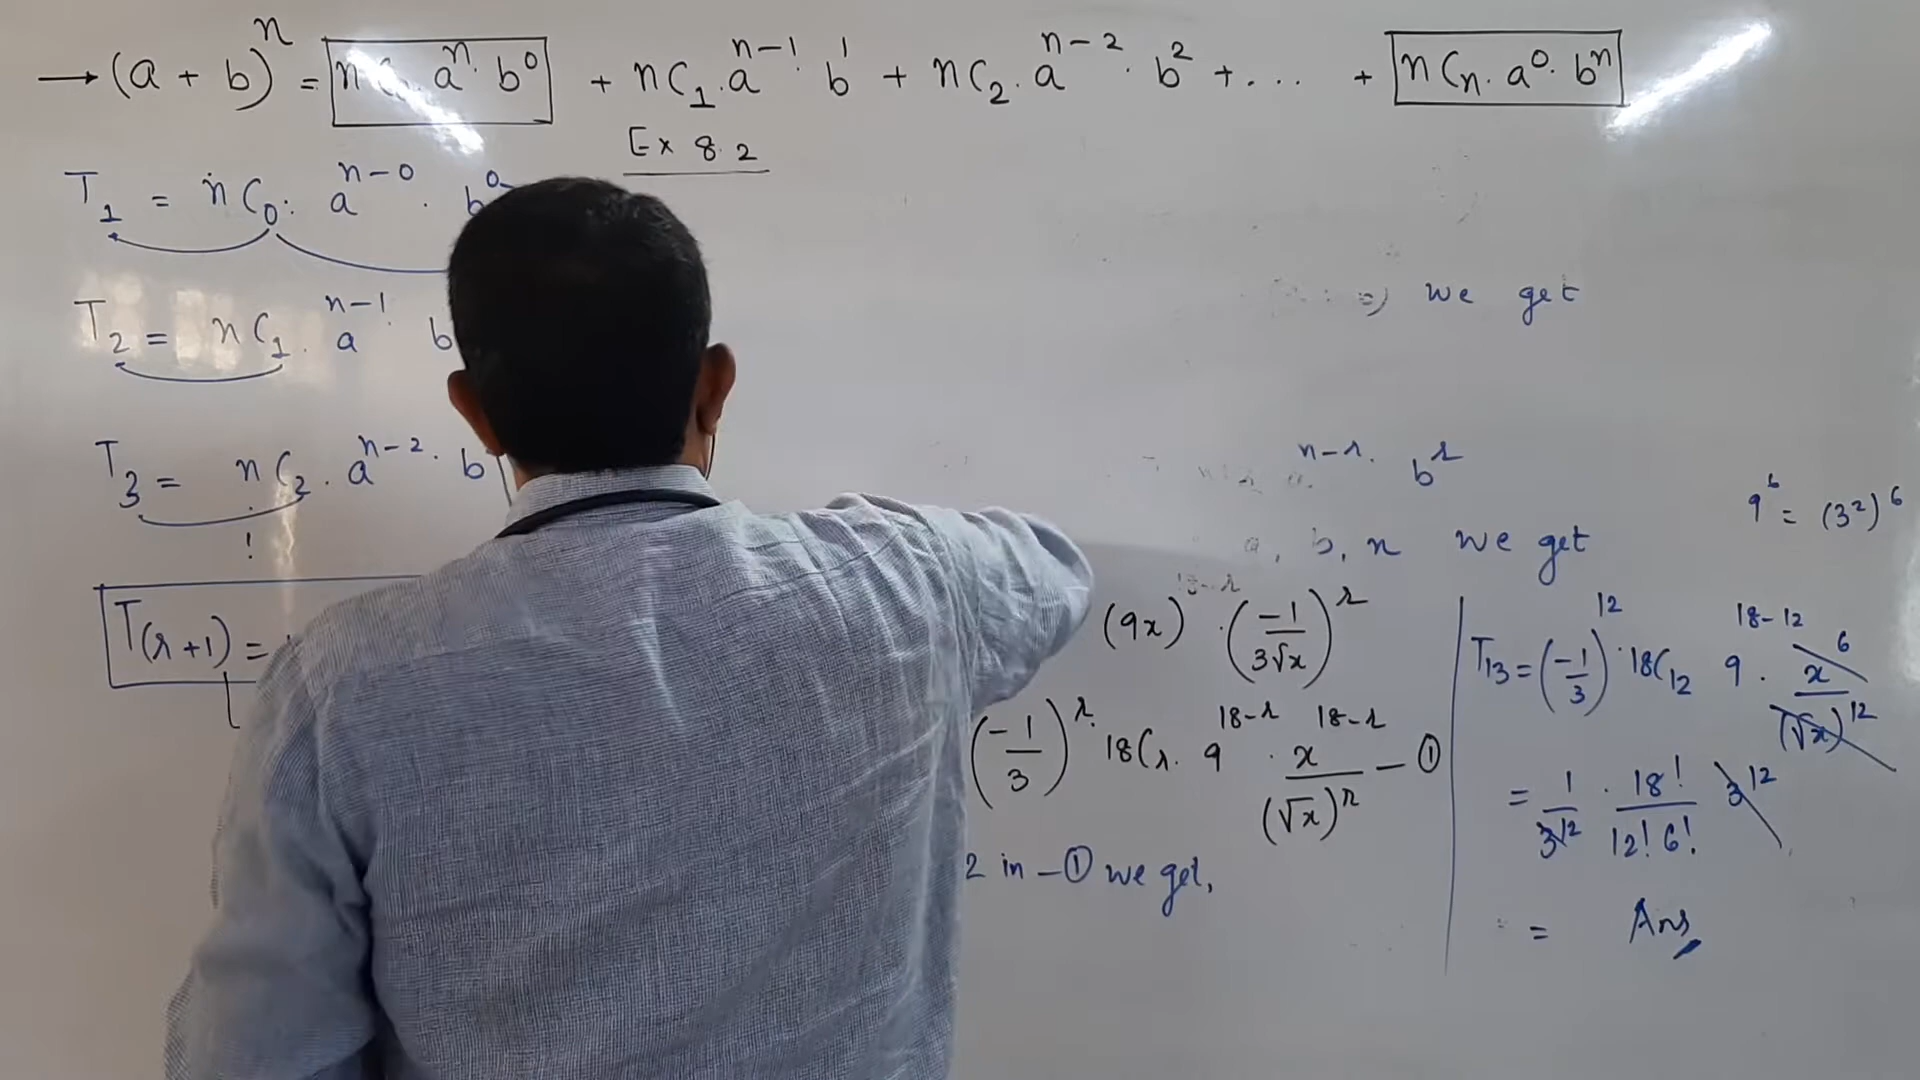 → (a + b)^n = nC₀ a^n · b^0 + nC₁ · a^(n-1) · b^1 + nC₂ · a^(n-2) · b^2 + ... + nCₙ · a^0 · b^n
Ex 8.2
T₁ = nC₀ · a^(n-0) · b^0
T₂ = nC₁ · a^(n-1) b
T₃ = nC₂ · a^(n-2) · b
!
T(r+1) =
=) we get
n-r · b^r
a, b, n we get
(9x)^(18-r) · (-1/3√x)^r
(-1/3)^r · 18Cr · 9^(18-r) · x^(18-r)/(√x)^r — ①
2 in — ① we get,
9^6 = (3²)^6
T₁₃ = (-1/3)^12 · 18C₁₂ 9^(18-12) · x^6/(√x)^12
= 1/3^12 · 18!/12! 6! 3^12
= Ans